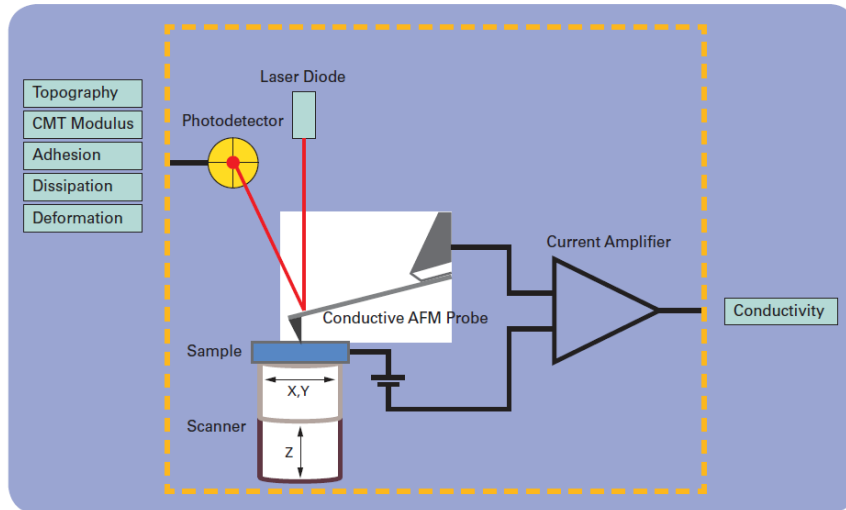 Laser Diode
Topography
CMT Modulus
Adhesion
Dissipation
Deformation
Photodetector
Current Amplifier
Conductive AFM Probe
Conductivity
Sample
X,Y
Scanner
Z